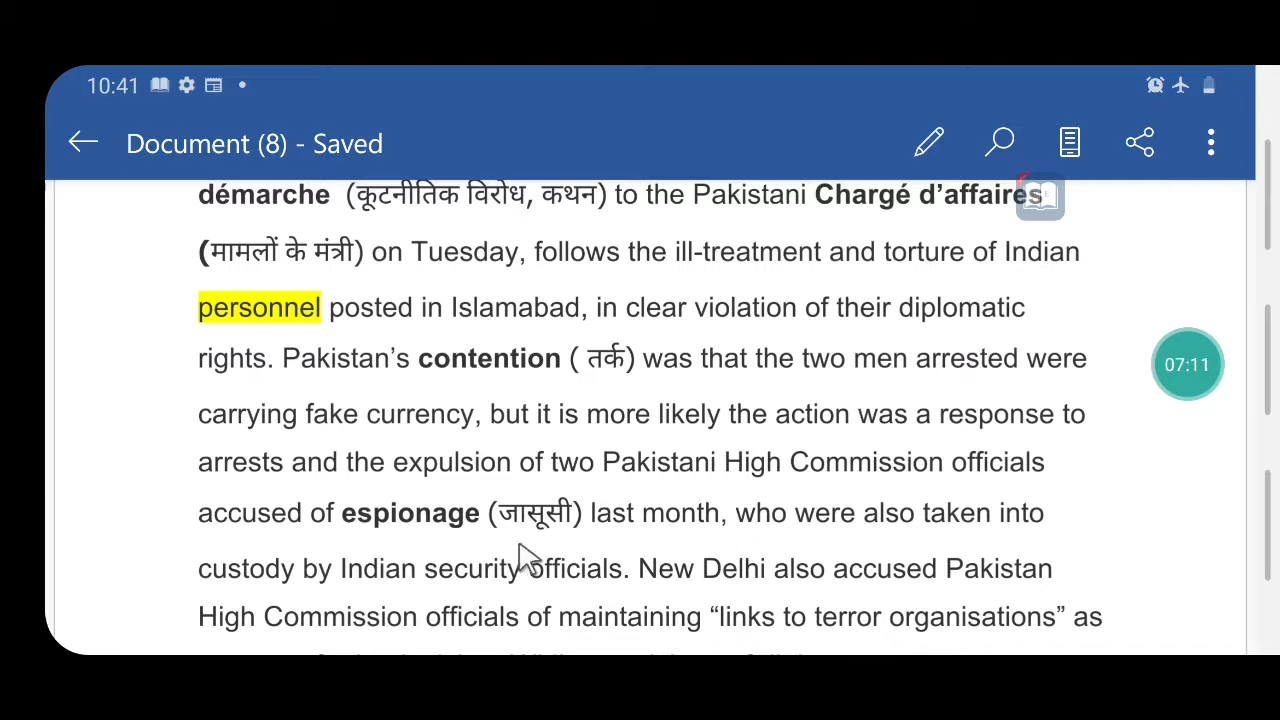 10:41
Document (8) - Saved
démarche (कूटनीतिक विरोध, कथन) to the Pakistani Chargé d’affaires
(मामलों के मंत्री) on Tuesday, follows the ill-treatment and torture of Indian
personnel posted in Islamabad, in clear violation of their diplomatic
rights. Pakistan’s contention ( तर्क) was that the two men arrested were
07:11
carrying fake currency, but it is more likely the action was a response to
arrests and the expulsion of two Pakistani High Commission officials
accused of espionage (जासूसी) last month, who were also taken into
custody by Indian security officials. New Delhi also accused Pakistan
High Commission officials of maintaining “links to terror organisations” as